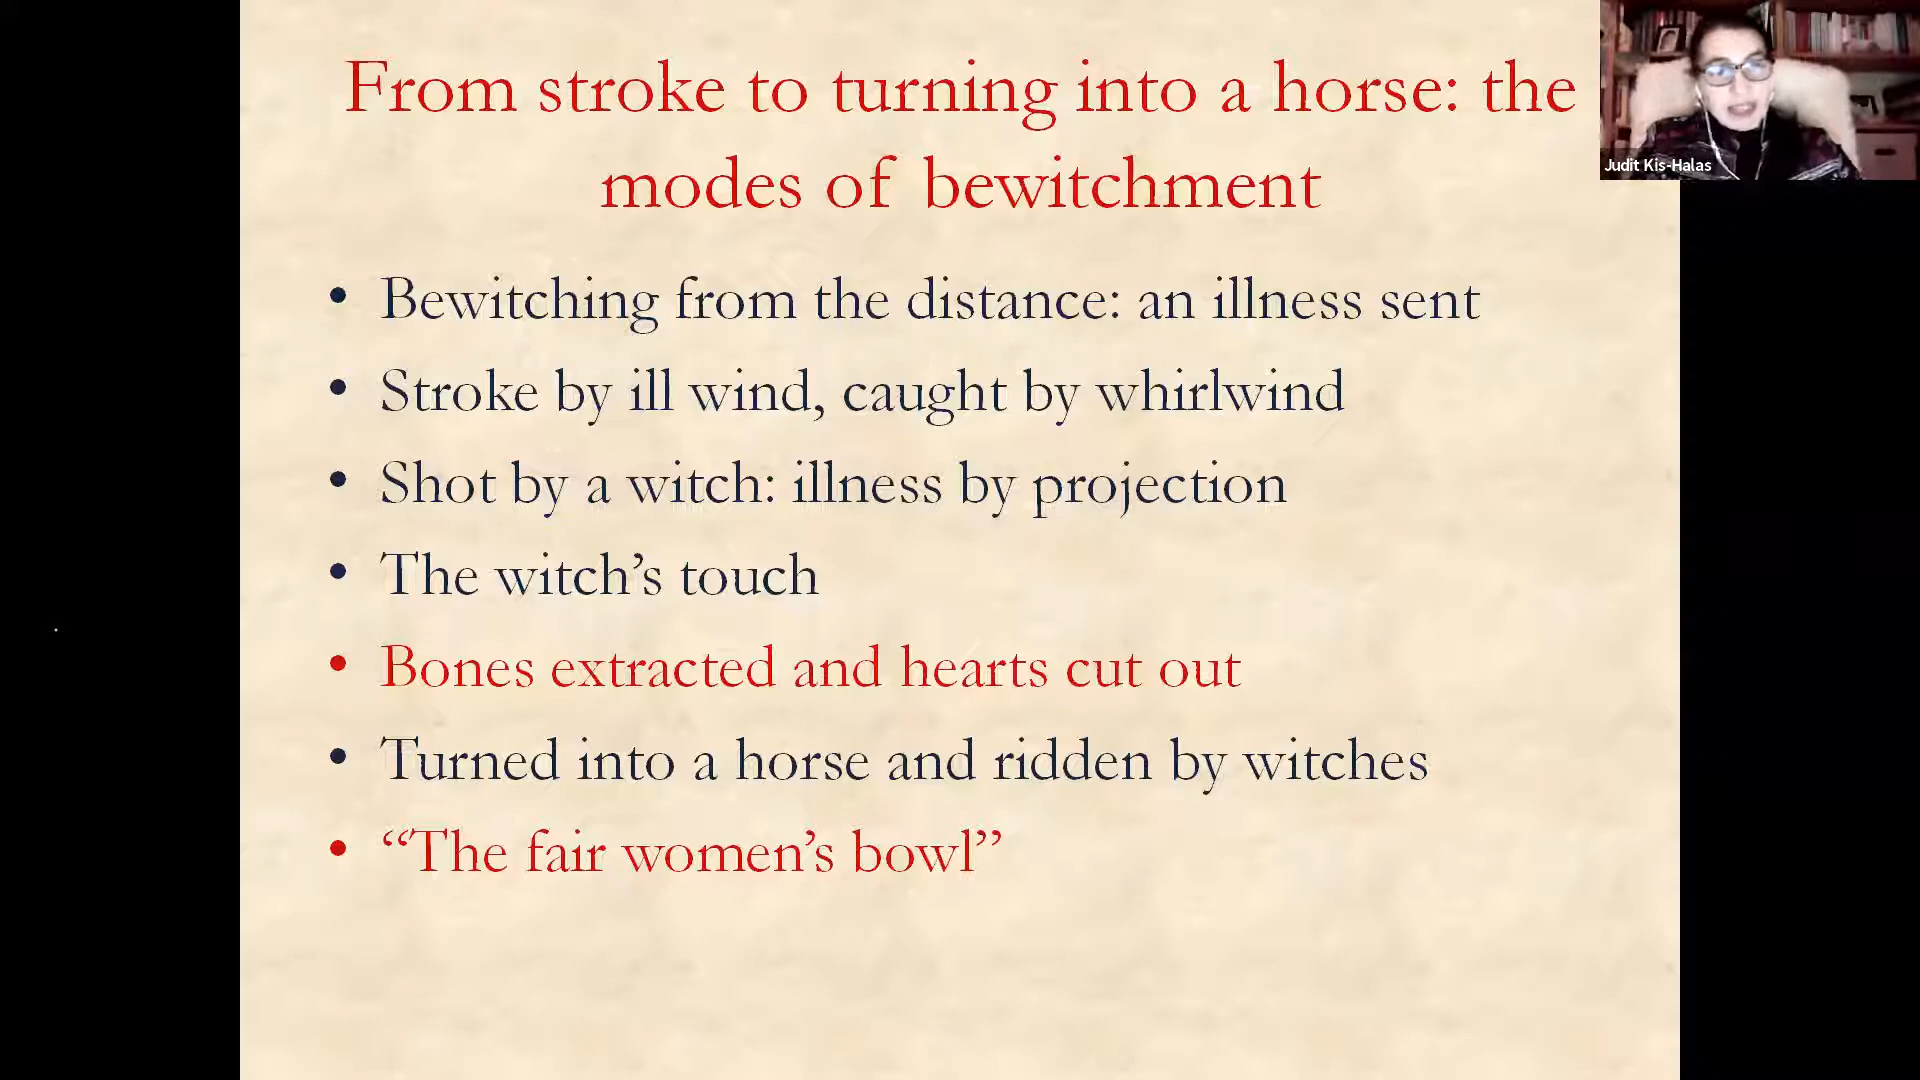 From stroke to turning into a horse: the
modes of bewitchment
• Bewitching from the distance: an illness sent
• Stroke by ill wind, caught by whirlwind
• Shot by a witch: illness by projection
• The witch’s touch
• Bones extracted and hearts cut out
• Turned into a horse and ridden by witches
• “The fair women’s bowl”
Judit Kis-Halas